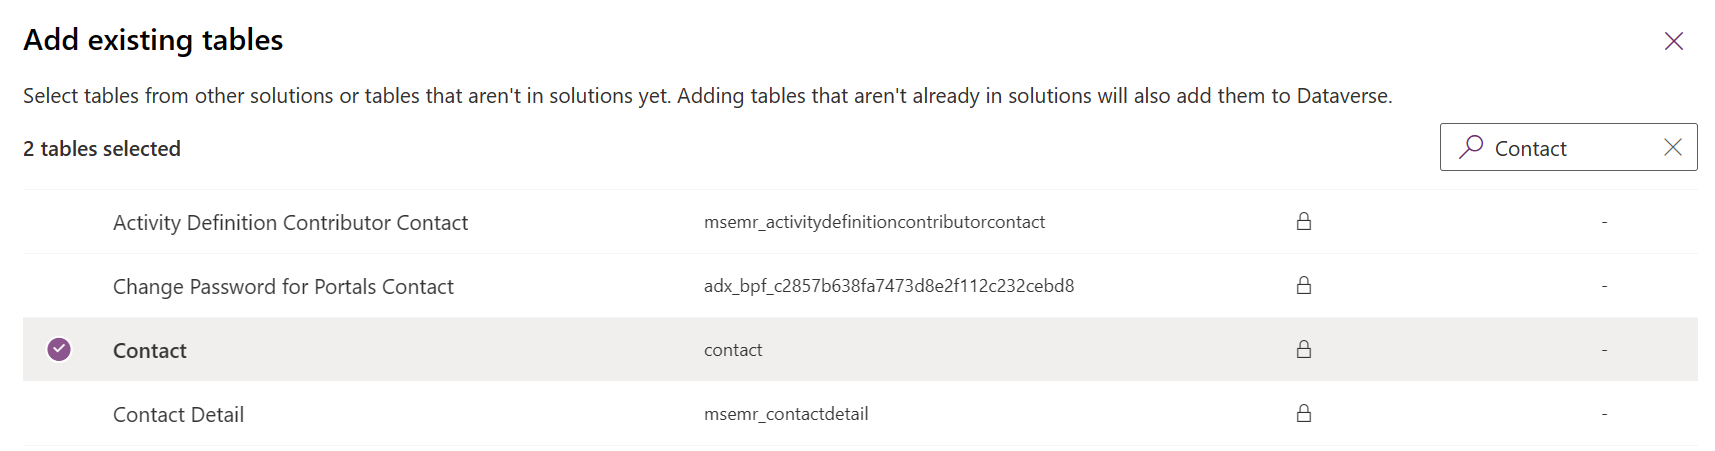 Add existing tables
Select tables from other solutions or tables that aren't in solutions yet. Adding tables that aren't already in solutions will also add them to Dataverse.
2 tables selected
Contact
Activity Definition Contributor Contact msemr_activitydefinitioncontributorcontact -
Change Password for Portals Contact adx_bpf_c2857b638fa7473d8e2f112c232cebd8 -
Contact contact -
Contact Detail msemr_contactdetail -